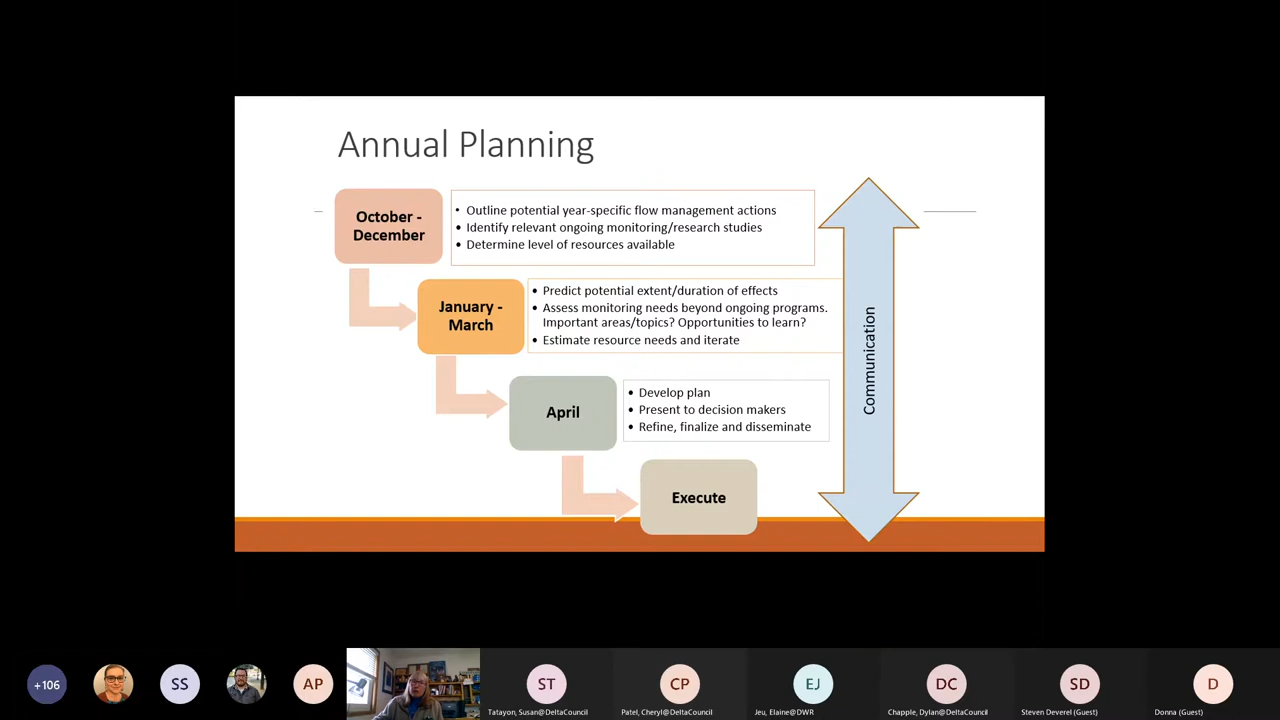 Annual Planning
October -
December
• Outline potential year-specific flow management actions
• Identify relevant ongoing monitoring/research studies
• Determine level of resources available
January -
March
• Predict potential extent/duration of effects
• Assess monitoring needs beyond ongoing programs.
Important areas/topics? Opportunities to learn?
• Estimate resource needs and iterate
April
• Develop plan
• Present to decision makers
• Refine, finalize and disseminate
Execute
Communication
+106
SS
AP
ST
CP
EJ
DC
SD
D
Tatayon, Susan@DeltaCouncil
Patel, Cheryl@DeltaCouncil
Jeu, Elaine@DWR
Chapple, Dylan@DeltaCouncil
Steven Deverel (Guest)
Donna (Guest)